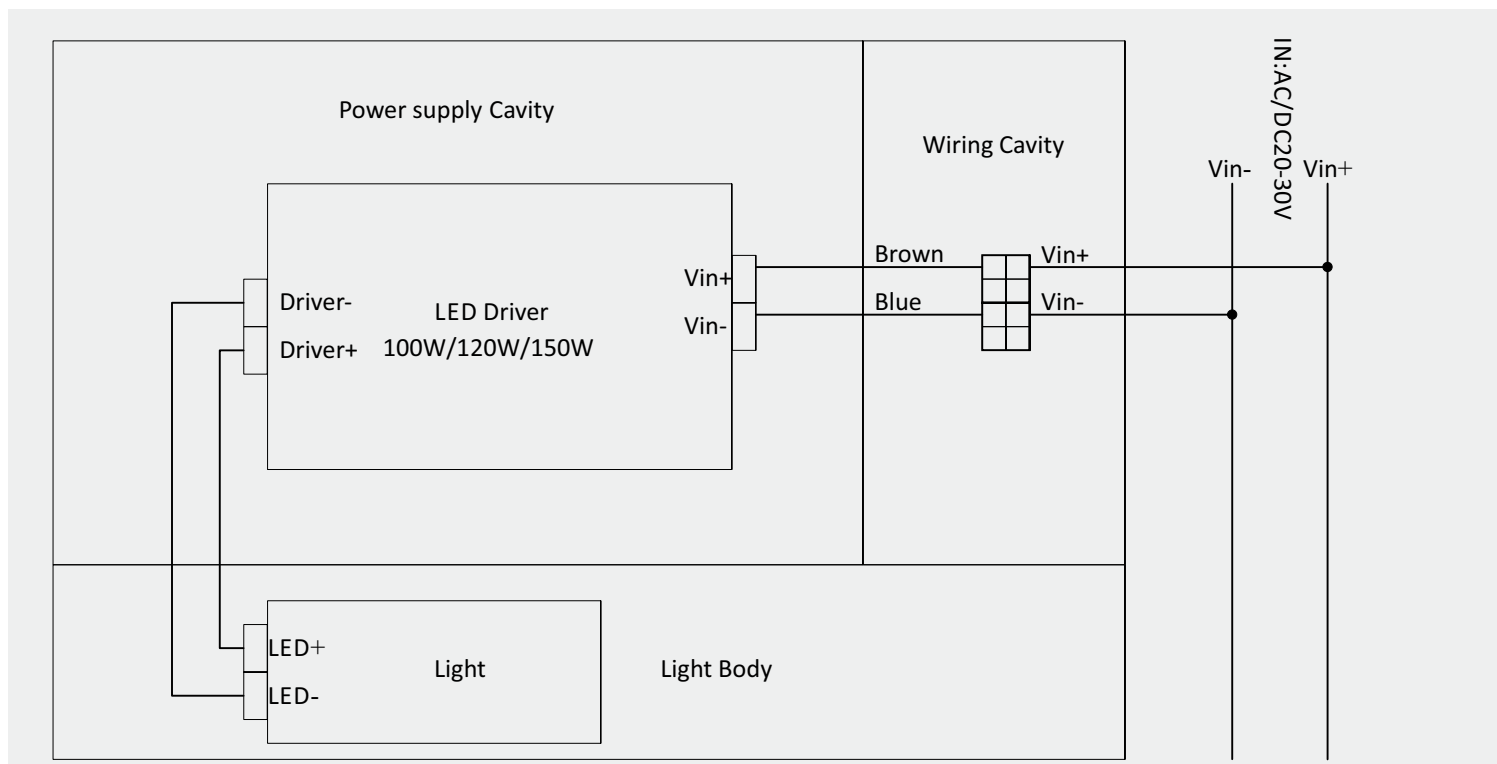 Power supply Cavity
Wiring Cavity
IN:AC/DC20-30V
Vin-
Vin+
Brown
Vin+
Vin+
Driver-
LED Driver
Blue
Vin-
Vin-
Driver+
100W/120W/150W
LED+
Light
Light Body
LED-